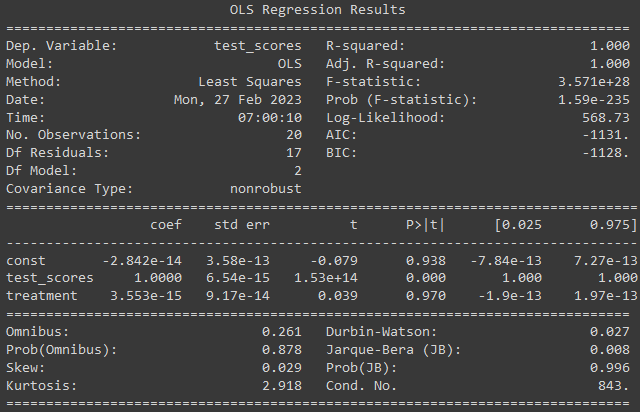 OLS Regression Results
==============================================================================
Dep. Variable: test_scores R-squared: 1.000
Model: OLS Adj. R-squared: 1.000
Method: Least Squares F-statistic: 3.571e+28
Date: Mon, 27 Feb 2023 Prob (F-statistic): 1.59e-235
Time: 07:00:10 Log-Likelihood: 568.73
No. Observations: 20 AIC: -1131.
Df Residuals: 17 BIC: -1128.
Df Model: 2
Covariance Type: nonrobust
===============================================================================
coef std err t P>|t| [0.025 0.975]
-------------------------------------------------------------------------------
const -2.842e-14 3.58e-13 -0.079 0.938 -7.84e-13 7.27e-13
test_scores 1.0000 6.54e-15 1.53e+14 0.000 1.000 1.000
treatment 3.553e-15 9.17e-14 0.039 0.970 -1.9e-13 1.97e-13
==============================================================================
Omnibus: 0.261 Durbin-Watson: 0.027
Prob(Omnibus): 0.878 Jarque-Bera (JB): 0.008
Skew: 0.029 Prob(JB): 0.996
Kurtosis: 2.918 Cond. No. 843.
==============================================================================